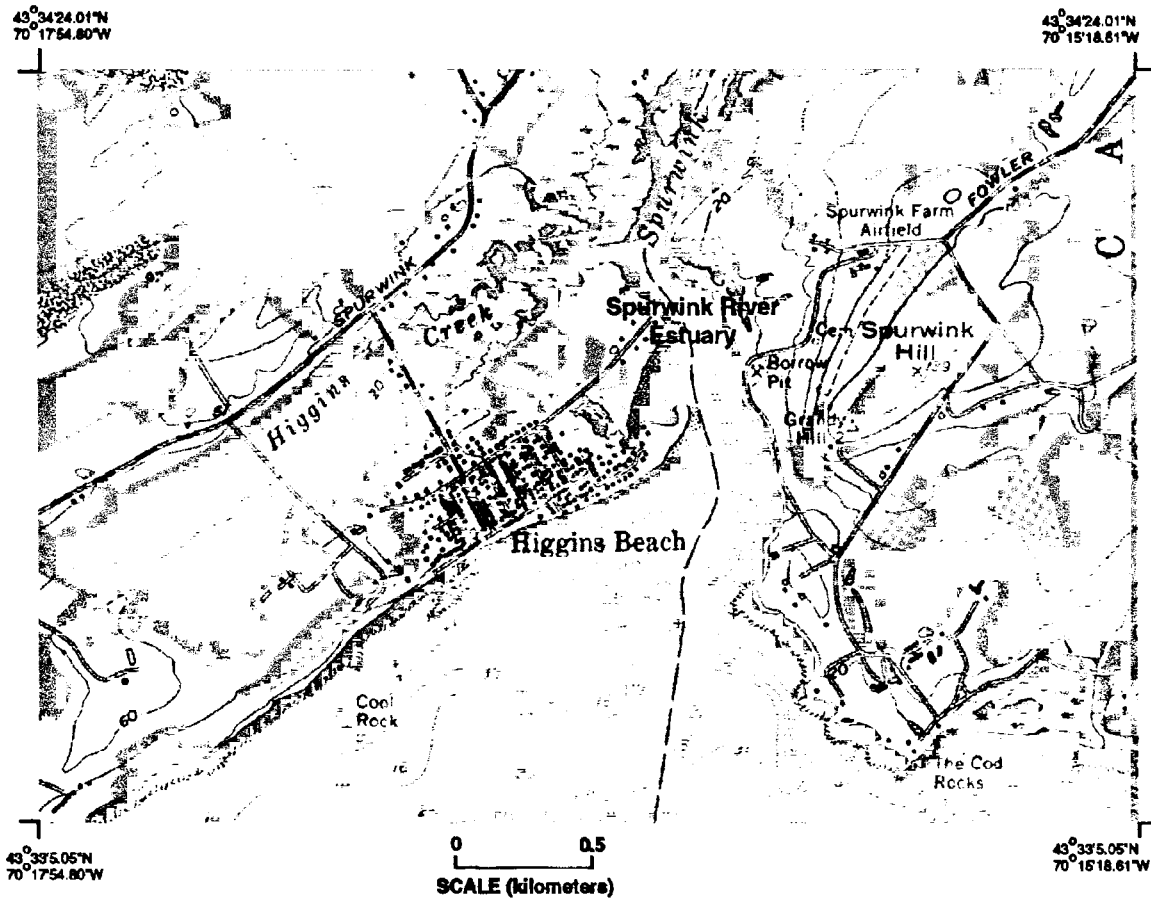 43°34'24.01"N
70°17'54.80"W
43°34'24.01"N
70°15'18.61"W
Spurwink
20
FOWLER
C A
Spurwink Farm
Airfield
SPURWINK
Creek
Spurwink River
Estuary
Cem
Spurwink
Hill
Borrow
Pit
Higgins
20
Higgins Beach
Cool
Rock
60
20
The Cod
Rocks
43°33'5.05"N
70°17'54.80"W
0 0.5
SCALE (kilometers)
43°33'5.05"N
70°15'18.61"W